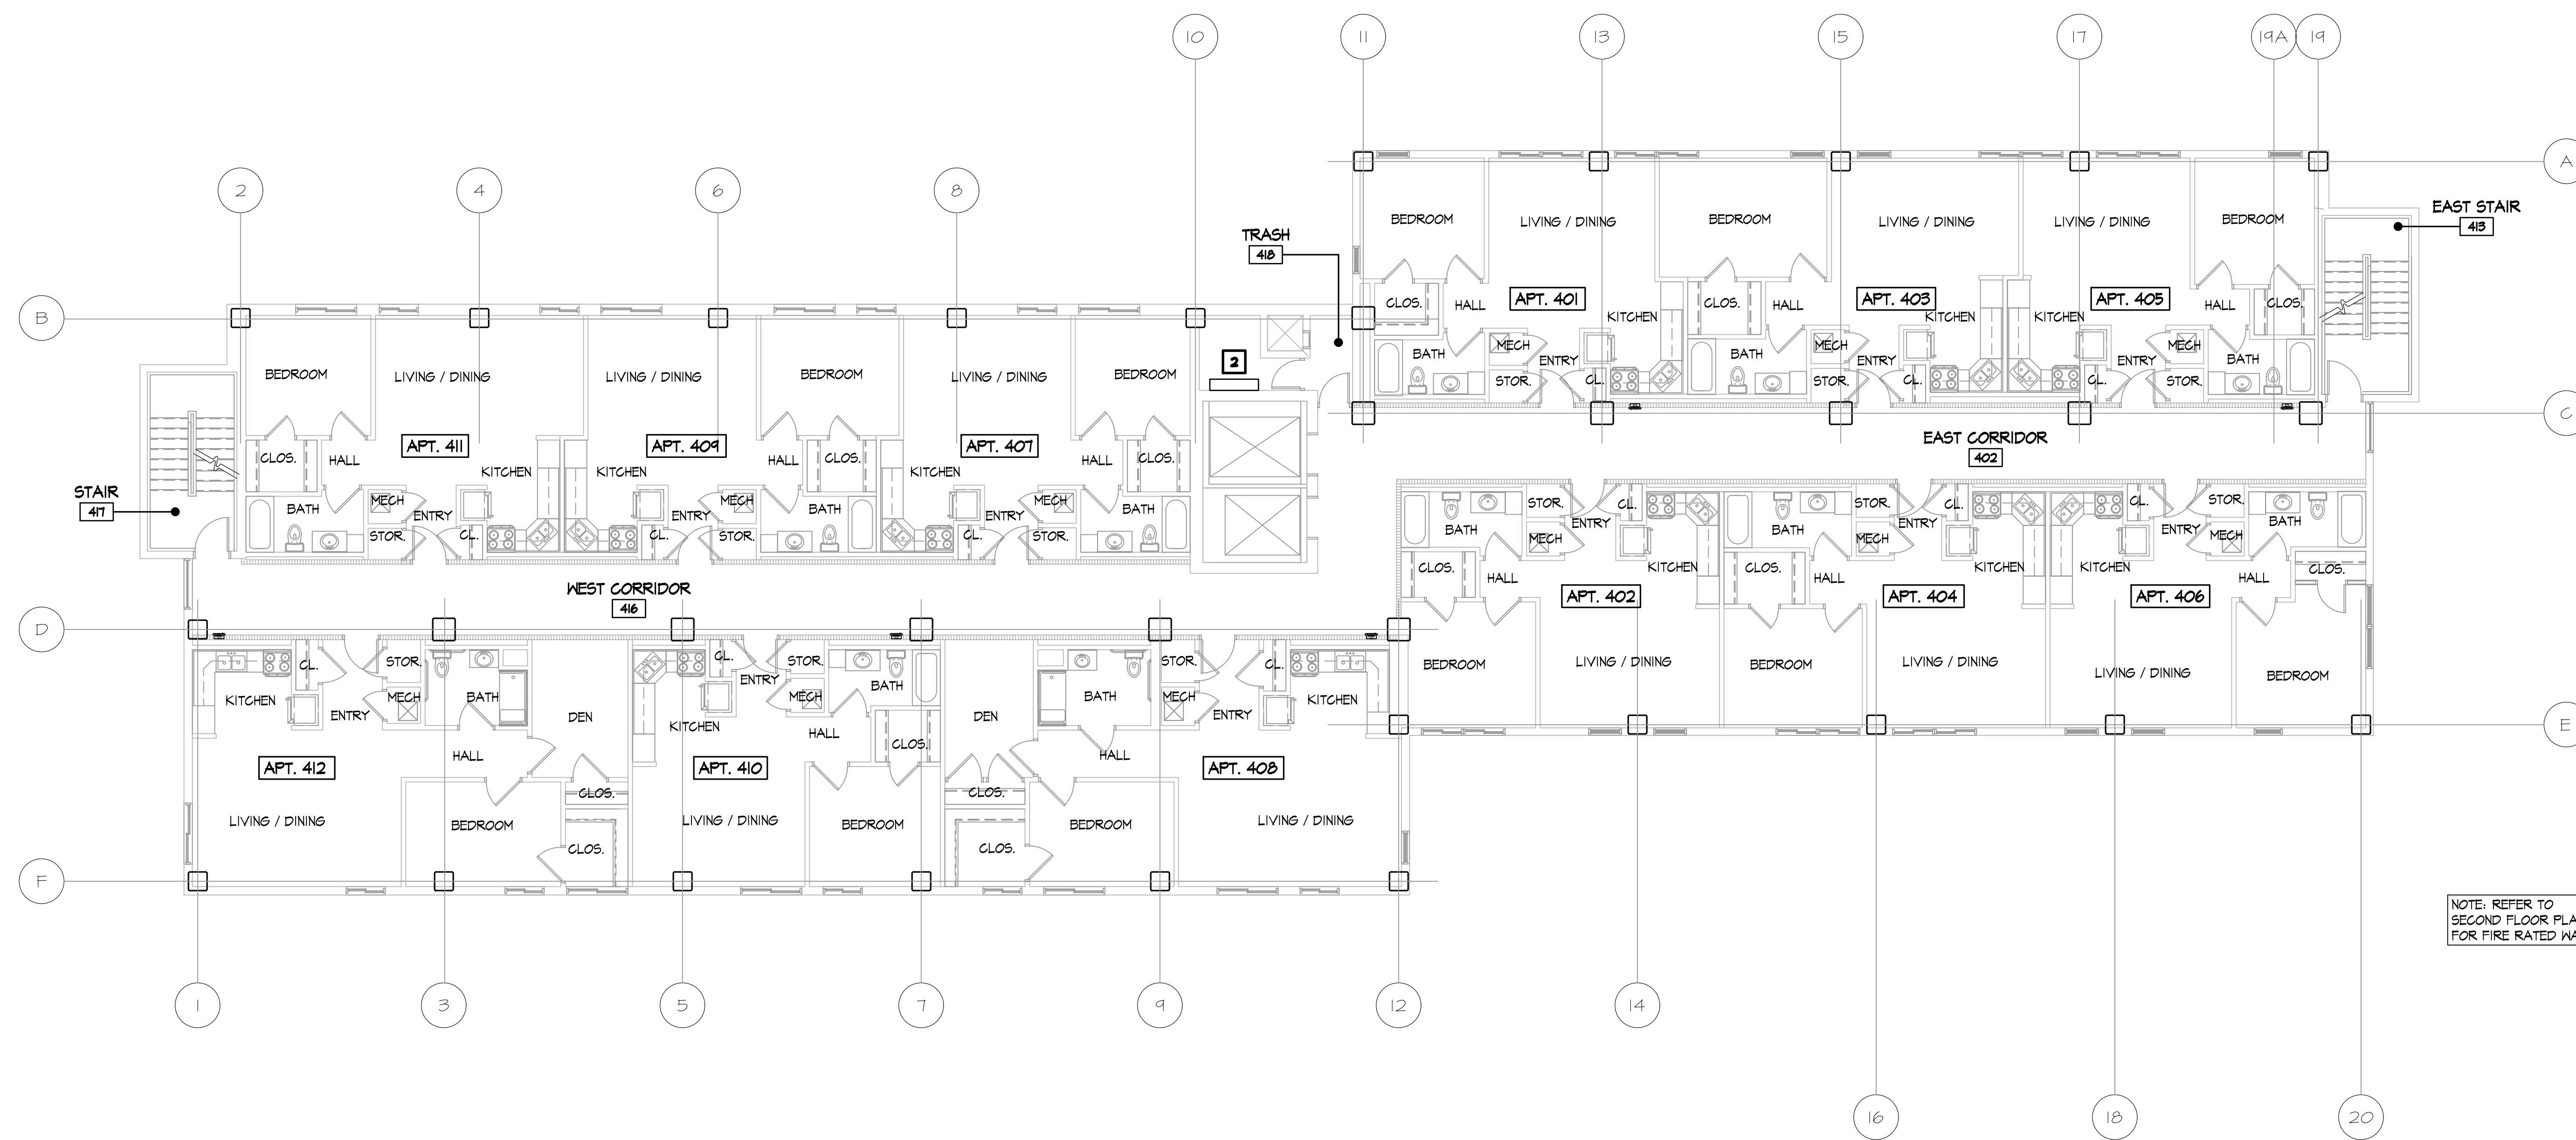 10
11
13
15
17
19A
19
A
2
4
6
8
BEDROOM
LIVING / DINING
BEDROOM
LIVING / DINING
LIVING / DINING
BEDROOM
EAST STAIR
413
TRASH
418
CLOS.
HALL
APT. 401
KITCHEN
CLOS.
HALL
APT. 403
KITCHEN
APT. 405
KITCHEN
HALL
CLOS.
B
BATH
MECH
ENTRY
STOR.
CL.
BATH
MECH
ENTRY
STOR.
CL.
CL.
ENTRY
MECH
STOR.
BATH
2
BEDROOM
LIVING / DINING
LIVING / DINING
BEDROOM
LIVING / DINING
BEDROOM
C
EAST CORRIDOR
402
CLOS.
HALL
APT. 411
KITCHEN
KITCHEN
APT. 409
HALL
CLOS.
KITCHEN
APT. 407
HALL
CLOS.
STAIR
417
BATH
MECH
ENTRY
STOR.
CL.
CL.
ENTRY
MECH
STOR.
BATH
CL.
ENTRY
MECH
STOR.
BATH
BATH
STOR.
MECH
ENTRY
CL.
BATH
STOR.
MECH
ENTRY
CL.
CL.
ENTRY
STOR.
MECH
BATH
CLOS.
HALL
KITCHEN
APT. 402
CLOS.
HALL
KITCHEN
APT. 404
KITCHEN
APT. 406
HALL
CLOS.
WEST CORRIDOR
416
D
BEDROOM
LIVING / DINING
BEDROOM
LIVING / DINING
LIVING / DINING
BEDROOM
E
KITCHEN
CL.
ENTRY
STOR.
MECH
BATH
DEN
KITCHEN
CL.
ENTRY
STOR.
MECH
BATH
DEN
BATH
STOR.
MECH
ENTRY
CL.
KITCHEN
APT. 412
HALL
CLOS.
APT. 410
HALL
CLOS.
CLOS.
HALL
APT. 408
LIVING / DINING
BEDROOM
CLOS.
LIVING / DINING
BEDROOM
CLOS.
BEDROOM
LIVING / DINING
F
NOTE: REFER TO
SECOND FLOOR PLA
FOR FIRE RATED WA
1
3
5
7
9
12
14
16
18
20